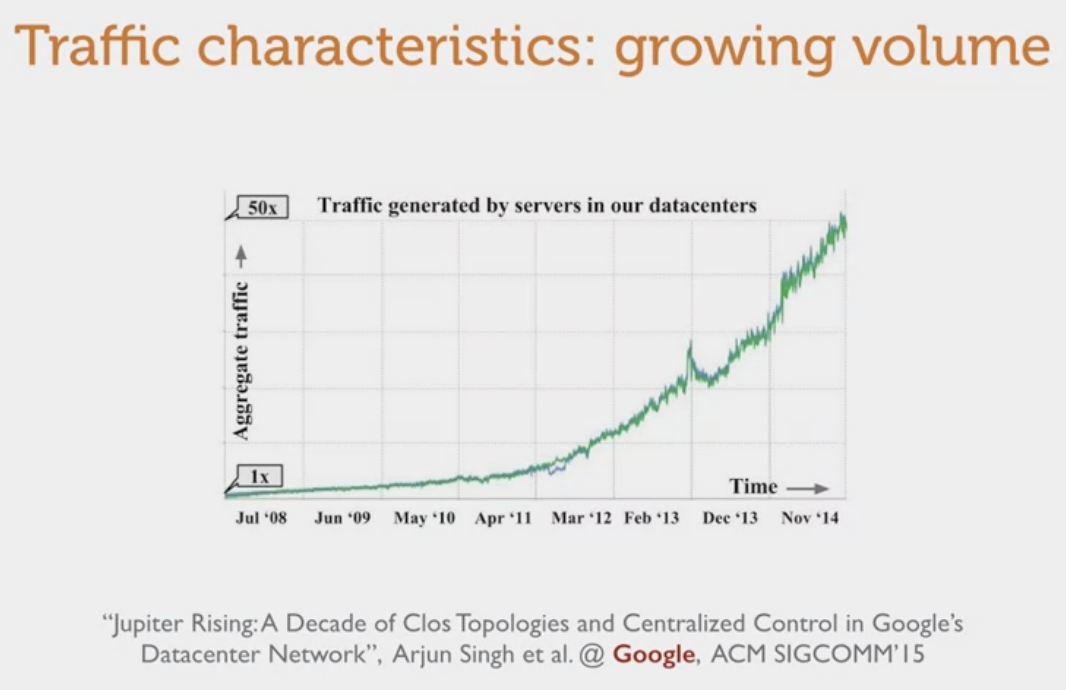 Traffic characteristics: growing volume
50x
Traffic generated by servers in our datacenters
Aggregate traffic
1x
Time
Jul ‘08 Jun ‘09 May ‘10 Apr ‘11 Mar ‘12 Feb ‘13 Dec ‘13 Nov ‘14
“Jupiter Rising: A Decade of Clos Topologies and Centralized Control in Google’s
Datacenter Network”, Arjun Singh et al. @ Google, ACM SIGCOMM’15